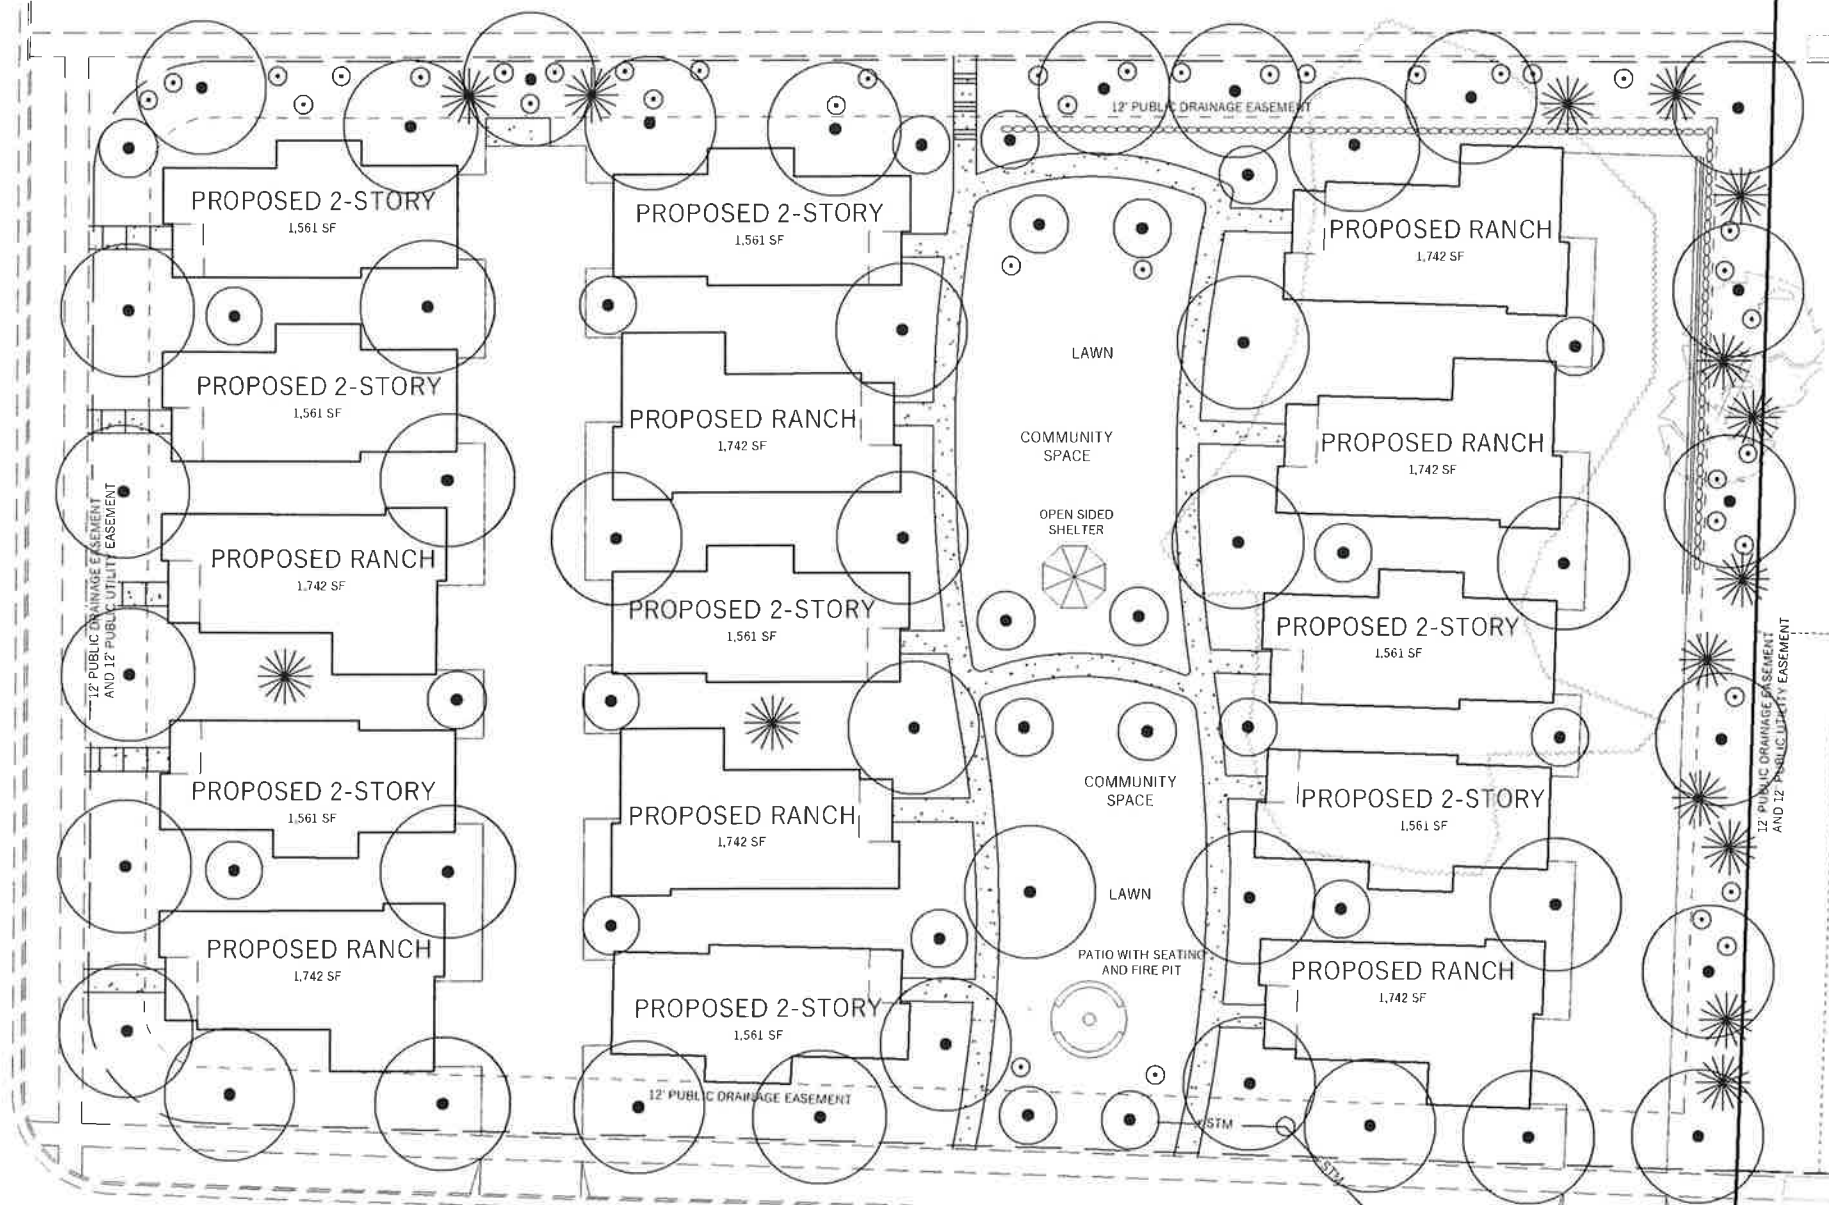 12' PUBLIC DRAINAGE EASEMENT
PROPOSED 2-STORY
1,561 SF
PROPOSED 2-STORY
1,561 SF
PROPOSED RANCH
1,742 SF
PROPOSED 2-STORY
1,561 SF
PROPOSED RANCH
1,742 SF
12' PUBLIC DRAINAGE EASEMENT
AND 12' PUBLIC UTILITY EASEMENT
PROPOSED 2-STORY
1,561 SF
PROPOSED RANCH
1,742 SF
PROPOSED 2-STORY
1,561 SF
PROPOSED RANCH
1,742 SF
PROPOSED 2-STORY
1,561 SF
12' PUBLIC DRAINAGE EASEMENT
LAWN
COMMUNITY
SPACE
OPEN SIDED
SHELTER
COMMUNITY
SPACE
LAWN
PATIO WITH SEATING
AND FIRE PIT
PROPOSED RANCH
1,742 SF
PROPOSED RANCH
1,742 SF
PROPOSED 2-STORY
1,561 SF
PROPOSED 2-STORY
1,561 SF
PROPOSED RANCH
1,742 SF
STM
STM
12' PUBLIC DRAINAGE EASEMENT
AND 12' PUBLIC UTILITY EASEMENT